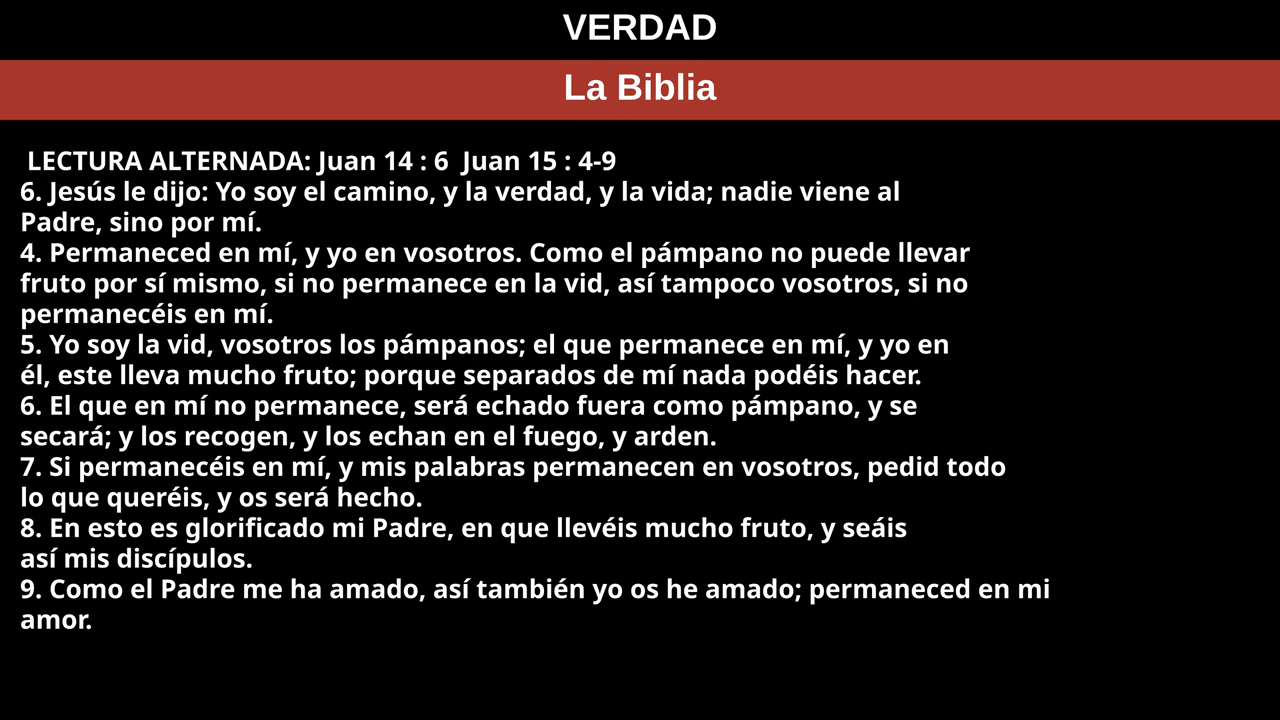 VERDAD
La Biblia
LECTURA ALTERNADA: Juan 14 : 6  Juan 15 : 4-9
6. Jesús le dijo: Yo soy el camino, y la verdad, y la vida; nadie viene al
Padre, sino por mí.
4. Permaneced en mí, y yo en vosotros. Como el pámpano no puede llevar
fruto por sí mismo, si no permanece en la vid, así tampoco vosotros, si no
permanecéis en mí.
5. Yo soy la vid, vosotros los pámpanos; el que permanece en mí, y yo en
él, este lleva mucho fruto; porque separados de mí nada podéis hacer.
6. El que en mí no permanece, será echado fuera como pámpano, y se
secará; y los recogen, y los echan en el fuego, y arden.
7. Si permanecéis en mí, y mis palabras permanecen en vosotros, pedid todo
lo que queréis, y os será hecho.
8. En esto es glorificado mi Padre, en que llevéis mucho fruto, y seáis
así mis discípulos.
9. Como el Padre me ha amado, así también yo os he amado; permaneced en mi
amor.